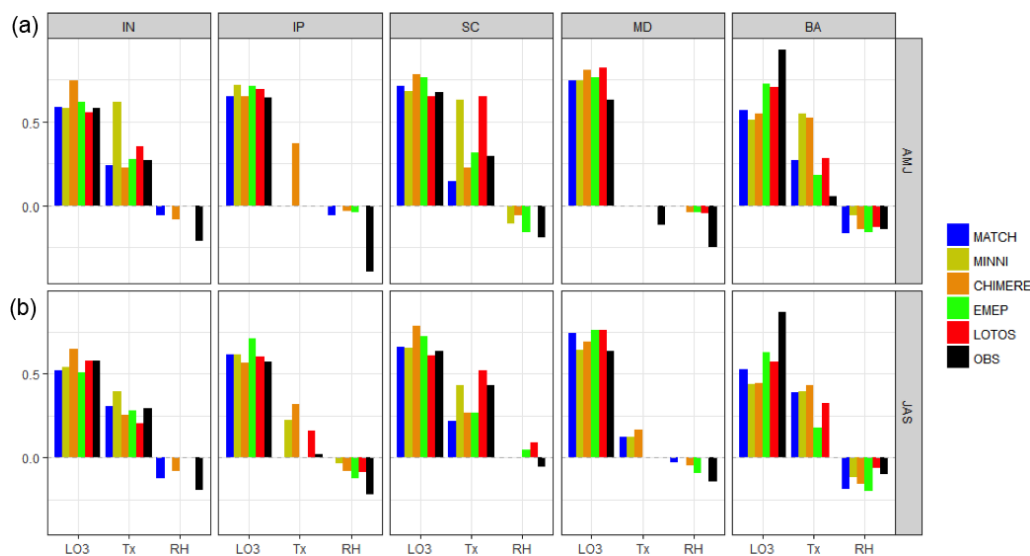 (a)
IN IP SC MD BA
0.5
0.0
AMJ
(b)
0.5
0.0
JAS
LO3 Tx RH LO3 Tx RH LO3 Tx RH LO3 Tx RH LO3 Tx RH
MATCH
MINNI
CHIMERE
EMEP
LOTOS
OBS